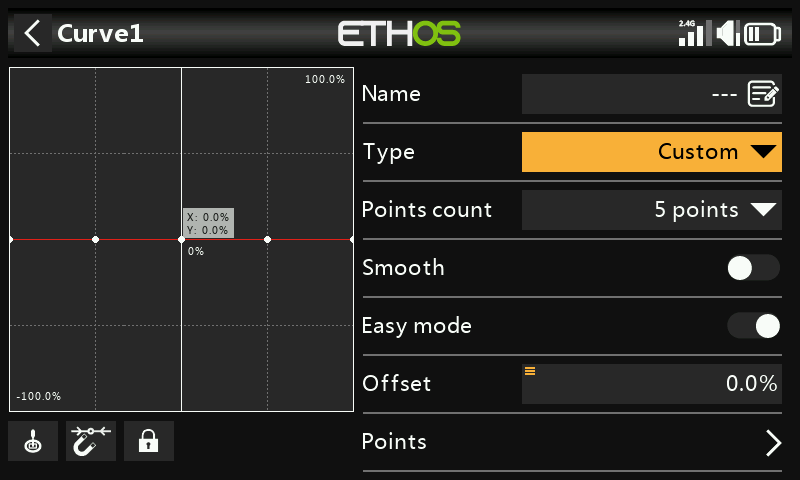 Curve1
ETHOS
2.4G
100.0%
X: 0.0%
Y: 0.0%
0%
-100.0%
Name
---
Type
Custom
Points count
5 points
Smooth
Easy mode
Offset
0.0%
Points